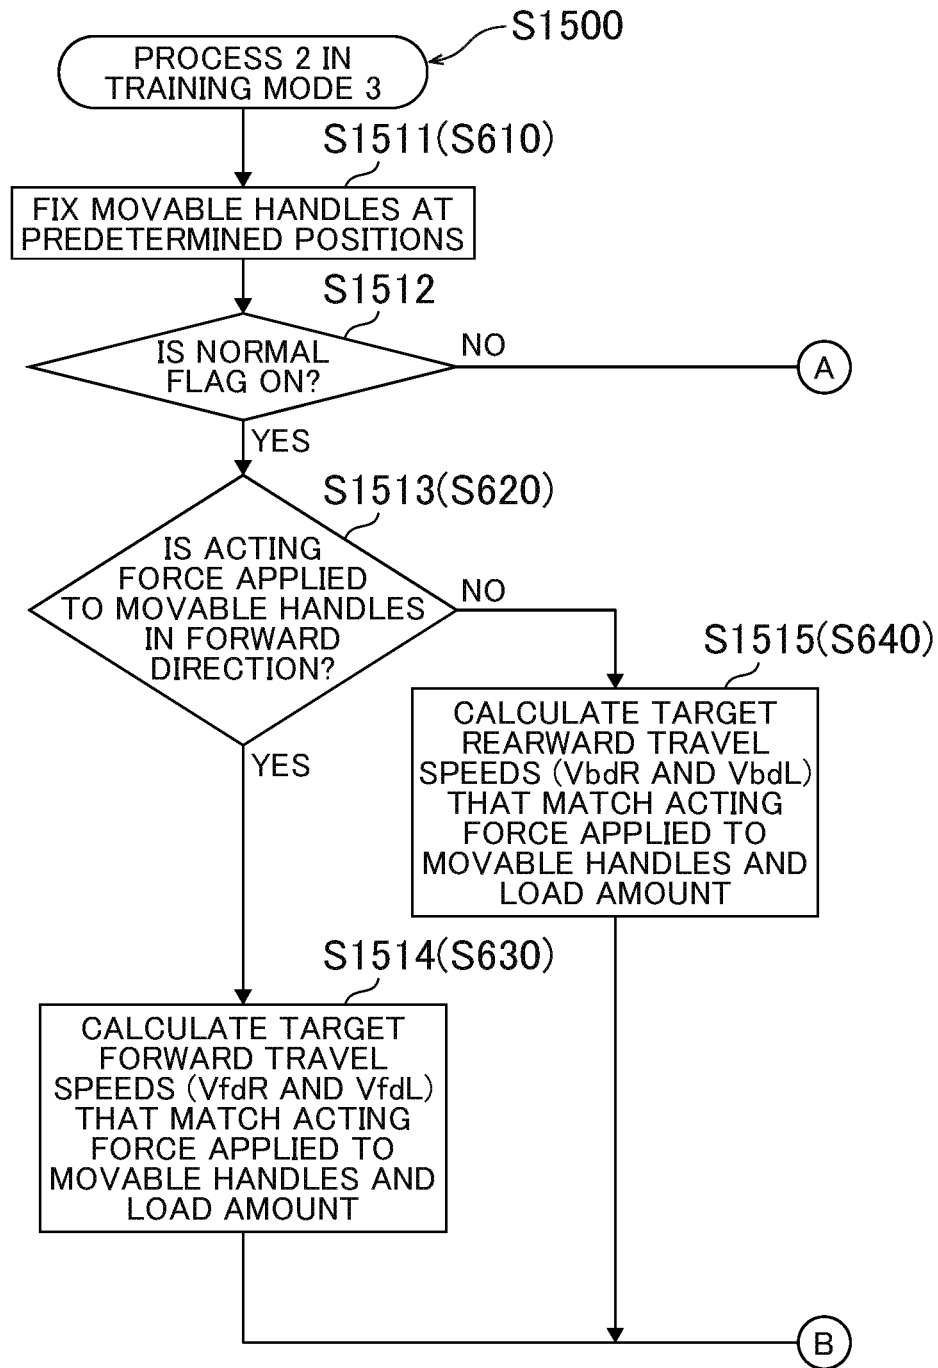 S1500
PROCESS 2 IN
TRAINING MODE 3
S1511(S610)
FIX MOVABLE HANDLES AT
PREDETERMINED POSITIONS
S1512
IS NORMAL
FLAG ON?
NO
A
YES
S1513(S620)
IS ACTING
FORCE APPLIED
TO MOVABLE HANDLES
IN FORWARD
DIRECTION?
NO
YES
S1515(S640)
CALCULATE TARGET
REARWARD TRAVEL
SPEEDS (VbdR AND VbdL)
THAT MATCH ACTING
FORCE APPLIED TO
MOVABLE HANDLES AND
LOAD AMOUNT
S1514(S630)
CALCULATE TARGET
FORWARD TRAVEL
SPEEDS (VfdR AND VfdL)
THAT MATCH ACTING
FORCE APPLIED TO
MOVABLE HANDLES AND
LOAD AMOUNT
B